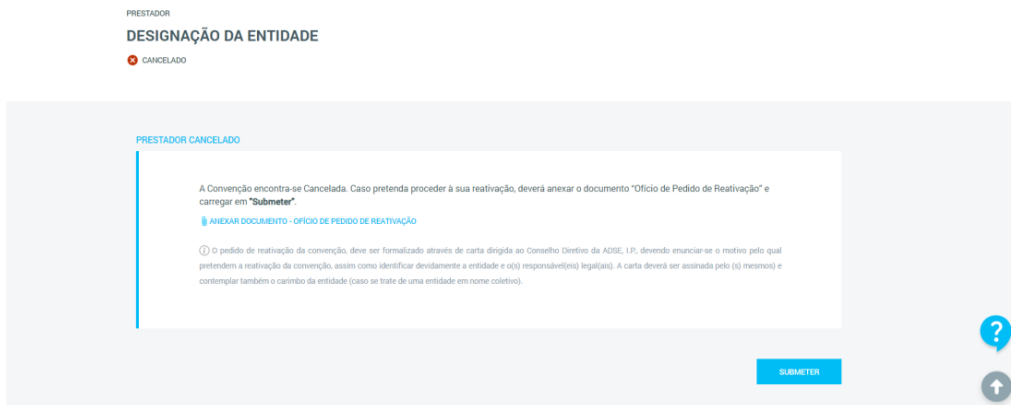 PRESTADOR
DESIGNAÇÃO DA ENTIDADE
CANCELADO
PRESTADOR CANCELADO
A Convenção encontra-se Cancelada. Caso pretenda proceder à sua reativação, deverá anexar o documento “Ofício de Pedido de Reativação” e
carregar em "Submeter".
ANEXAR DOCUMENTO - OFÍCIO DE PEDIDO DE REATIVAÇÃO
O pedido de reativação da convenção, deve ser formalizado através de carta dirigida ao Conselho Diretivo da ADSE, I.P., devendo enunciar-se o motivo pelo qual
pretendem a reativação da convenção, assim como identificar devidamente a entidade e o(s) responsável(eis) legal(ais). A carta deverá ser assinada pelo (s) mesmos) e
contemplar também o carimbo da entidade (caso se trate de uma entidade em nome coletivo).
?
SUBMETER